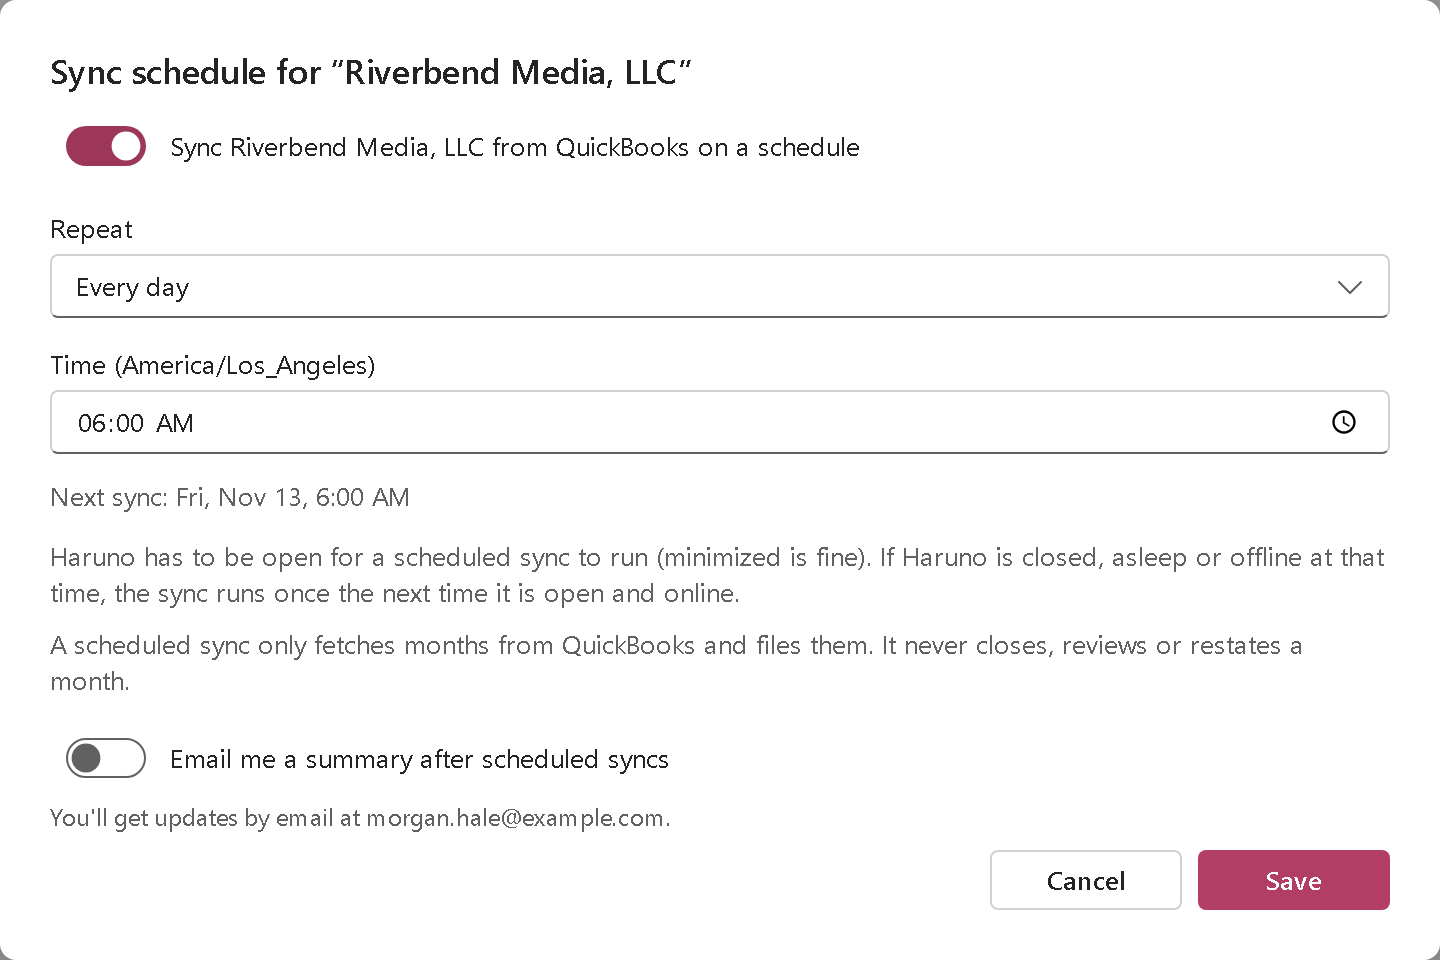 Sync schedule for “Riverbend Media, LLC”
Sync Riverbend Media, LLC from QuickBooks on a schedule
Repeat
Every day
Time (America/Los_Angeles)
06:00 AM
Next sync: Fri, Nov 13, 6:00 AM
Haruno has to be open for a scheduled sync to run (minimized is fine). If Haruno is closed, asleep or offline at that
time, the sync runs once the next time it is open and online.
A scheduled sync only fetches months from QuickBooks and files them. It never closes, reviews or restates a
month.
Email me a summary after scheduled syncs
You'll get updates by email at morgan.hale@example.com.
Cancel
Save